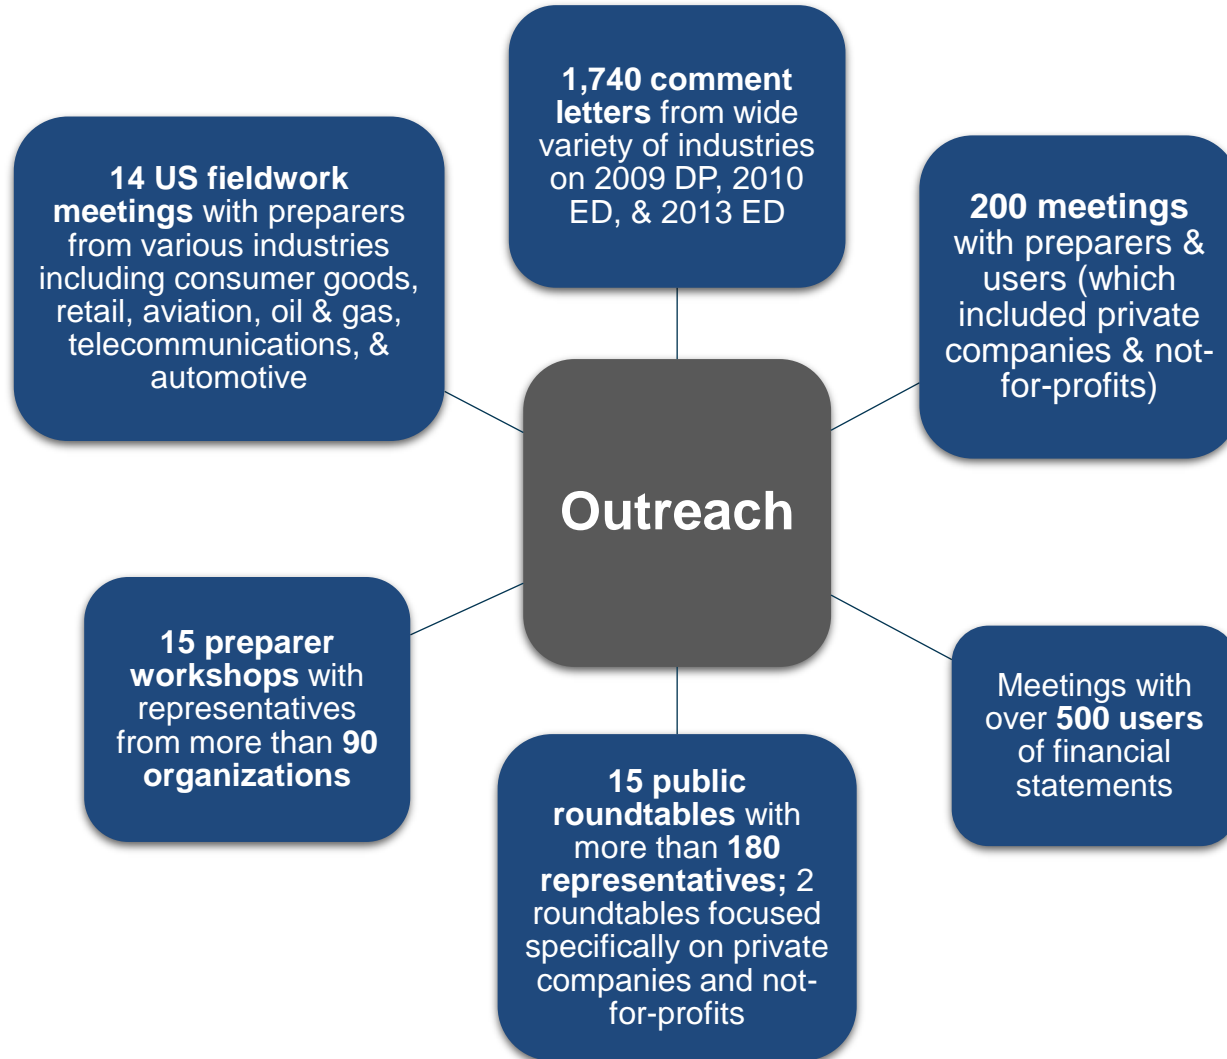 1,740 comment
letters from wide
variety of industries
on 2009 DP, 2010
ED, & 2013 ED
14 US fieldwork
meetings with preparers
from various industries
including consumer goods,
retail, aviation, oil & gas,
telecommunications, &
automotive
200 meetings
with preparers &
users (which
included private
companies & not-
for-profits)
Outreach
15 preparer
workshops with
representatives
from more than 90
organizations
Meetings with
over 500 users
of financial
statements
15 public
roundtables with
more than 180
representatives; 2
roundtables focused
specifically on private
companies and not-
for-profits